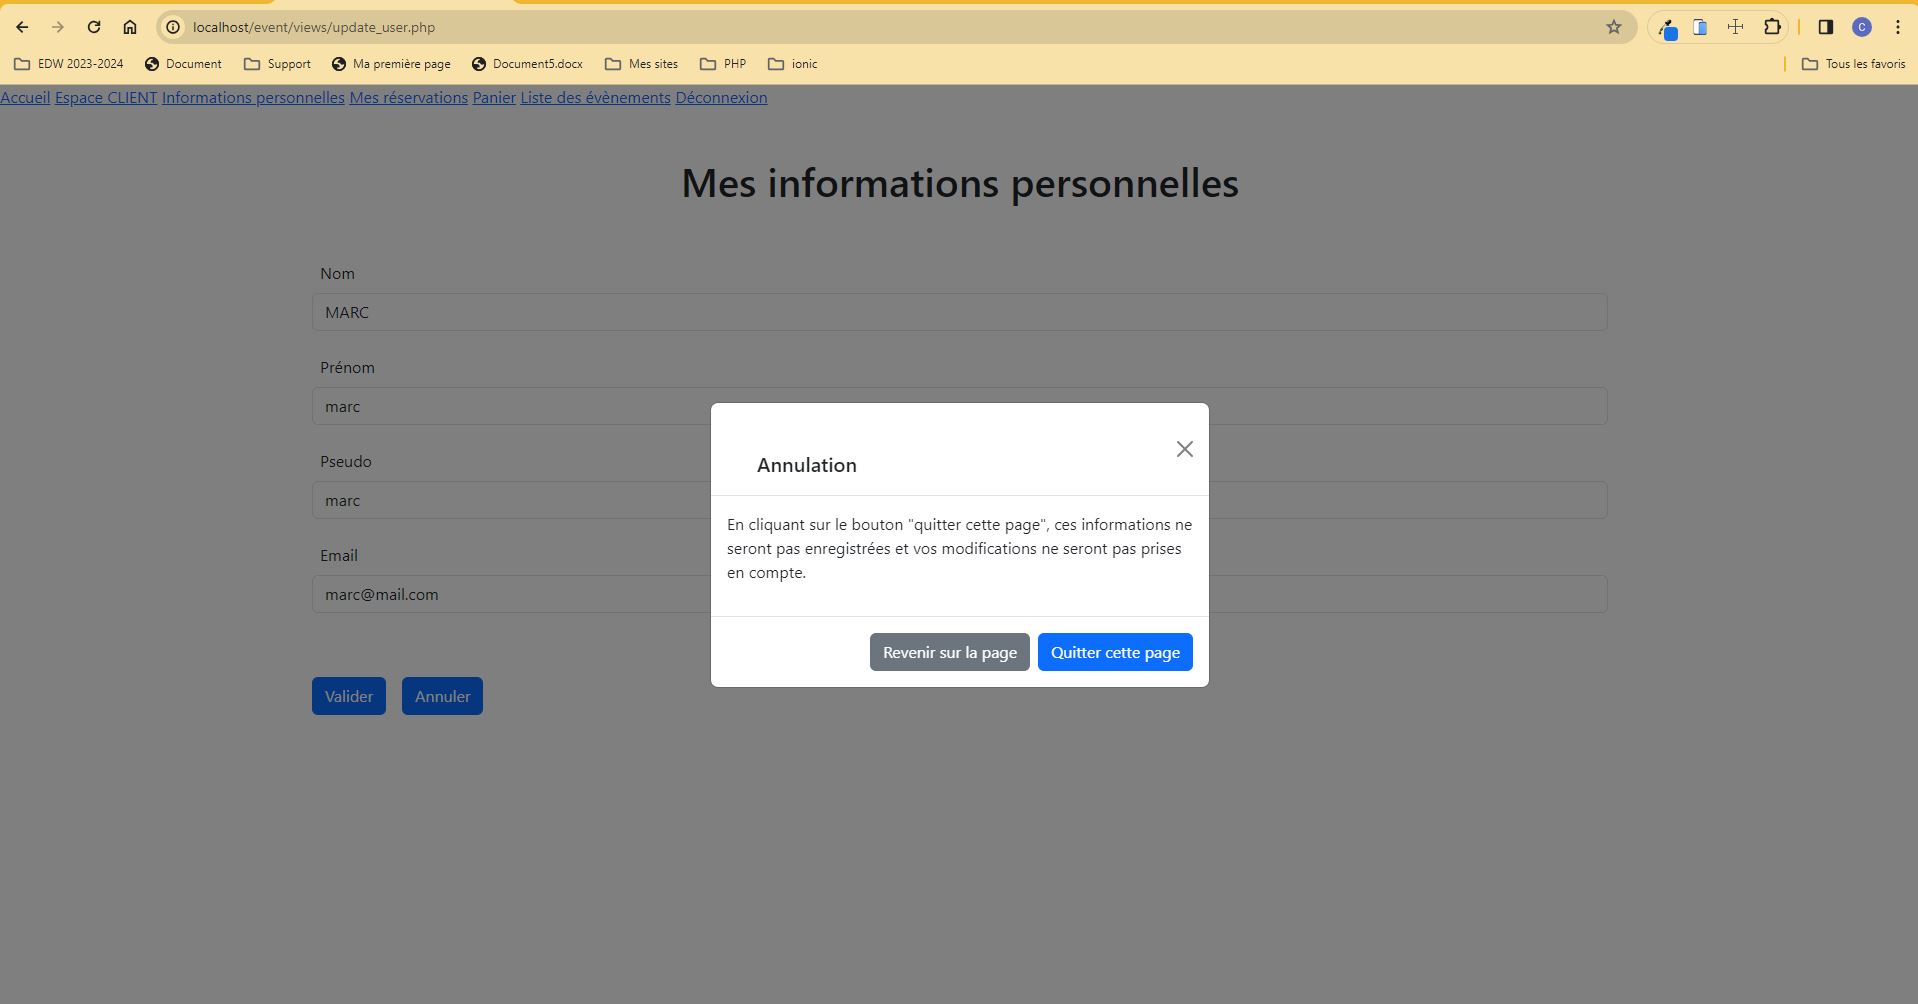 localhost/event/views/update_user.php
C
EDW 2023-2024 Document Support Ma première page Document5.docx Mes sites PHP ionic Tous les favoris
Accueil Espace CLIENT Informations personnelles Mes réservations Panier Liste des évènements Déconnexion
Mes informations personnelles
Nom
MARC
Prénom
marc
Pseudo
marc
Email
marc@mail.com
Valider Annuler
Annulation
En cliquant sur le bouton "quitter cette page", ces informations ne
seront pas enregistrées et vos modifications ne seront pas prises
en compte.
Revenir sur la page Quitter cette page